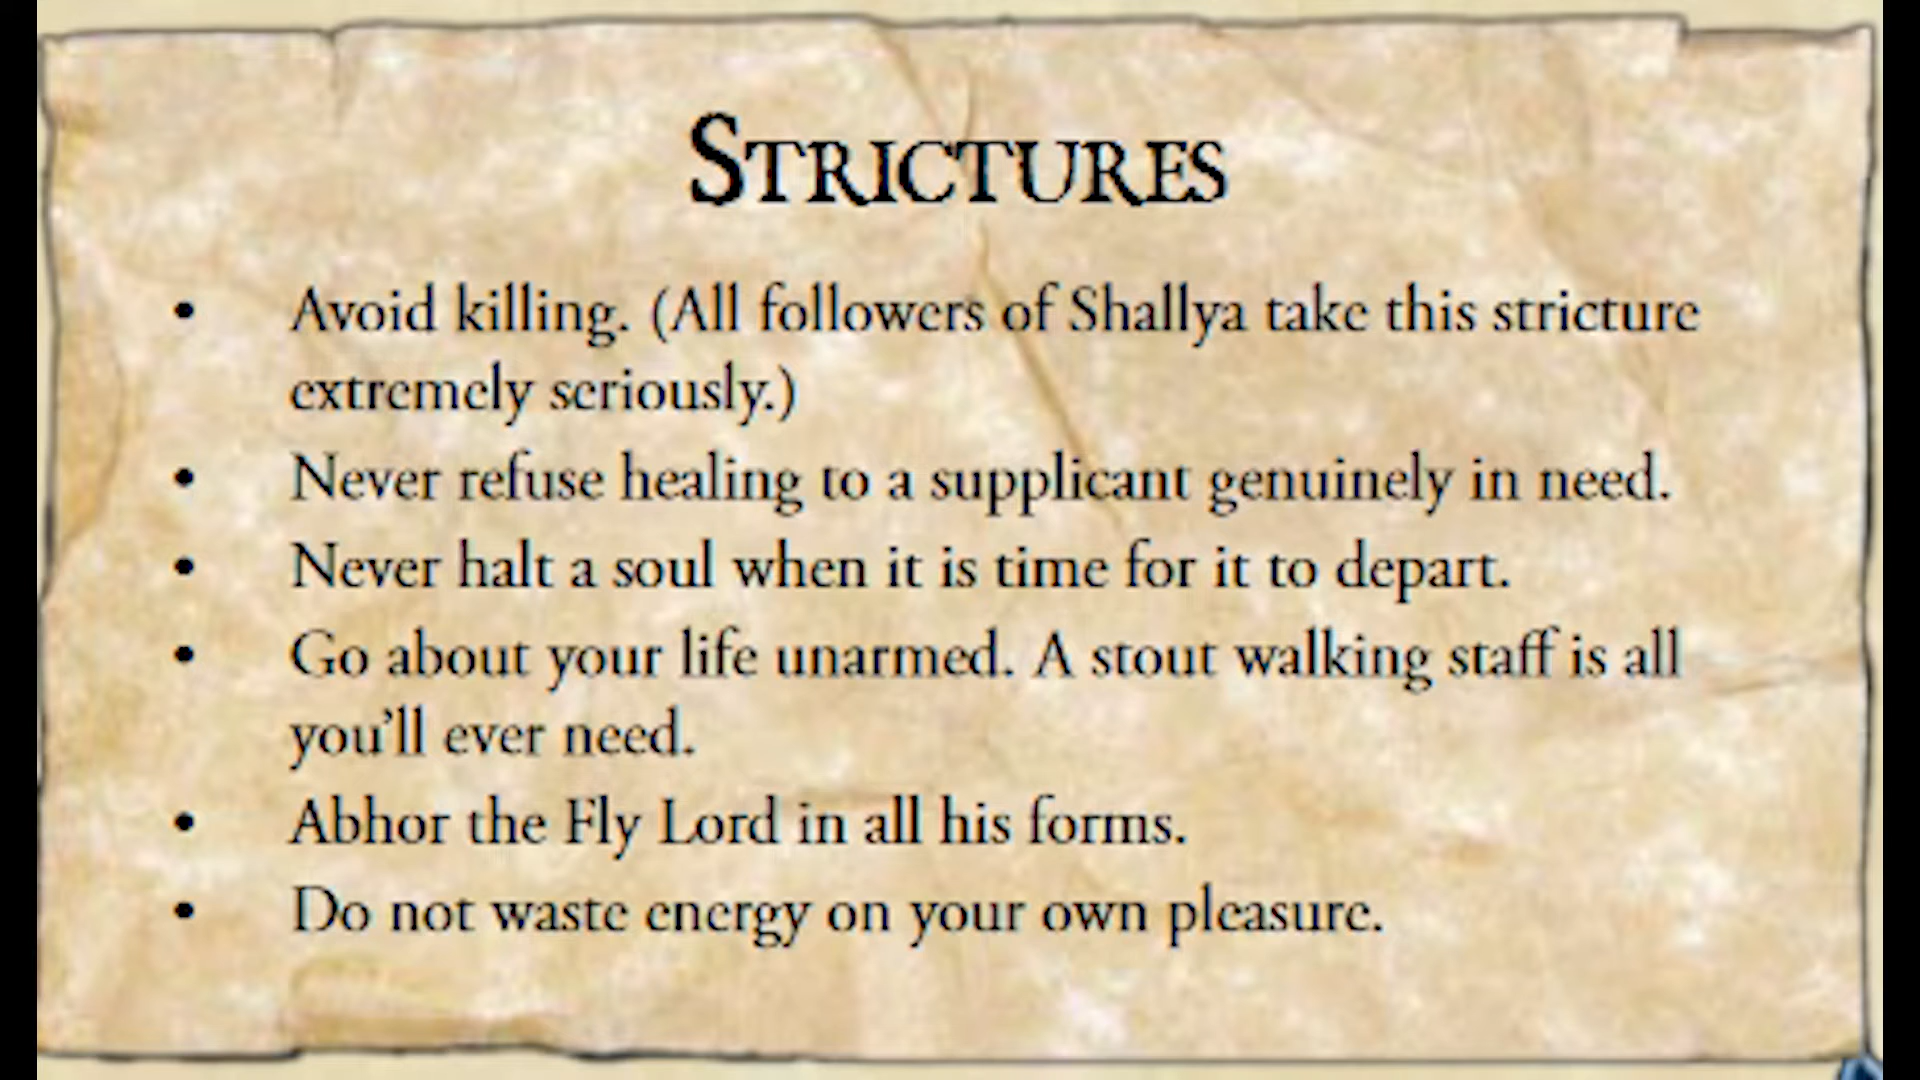 STRICTURES
• Avoid killing. (All followers of Shallya take this stricture
extremely seriously.)
• Never refuse healing to a supplicant genuinely in need.
• Never halt a soul when it is time for it to depart.
• Go about your life unarmed. A stout walking staff is all
you'll ever need.
• Abhor the Fly Lord in all his forms.
• Do not waste energy on your own pleasure.